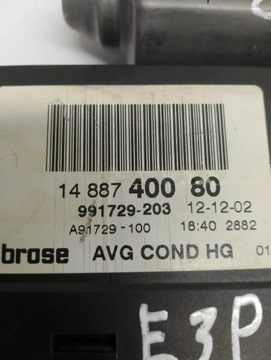 14 887 400 80
991729-203 12-12-02
A91729-100 18:40 2882
brose AVG COND HG 01
E3P